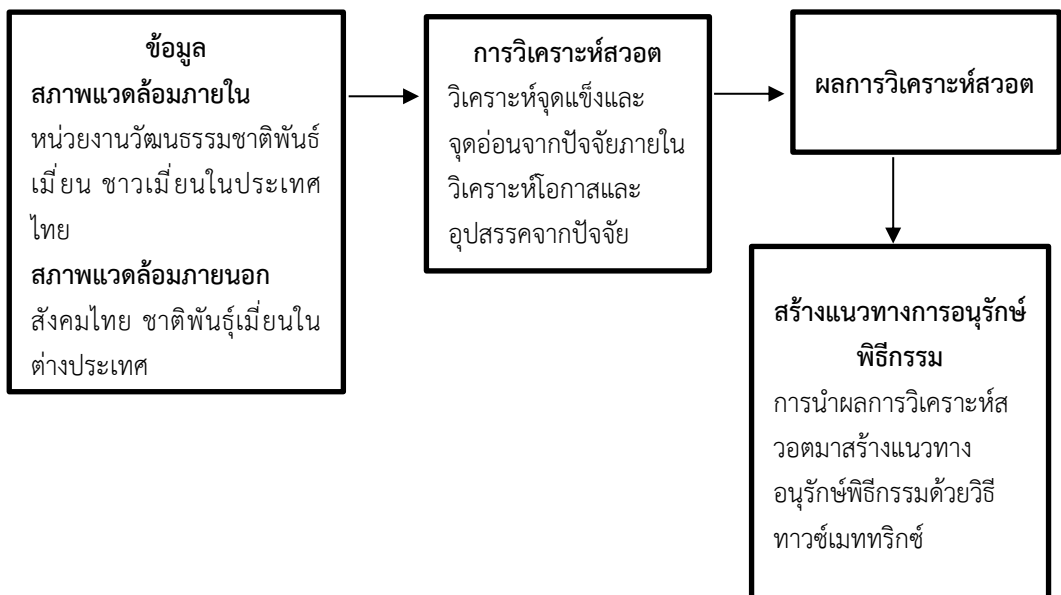 ข้อมูล
สภาพแวดล้อมภายใน
หน่วยงานวัฒนธรรมชาติพันธ์
เมี่ยน ชาวเมี่ยนในประเทศ
ไทย
สภาพแวดล้อมภายนอก
สังคมไทย ชาติพันธุ์เมี่ยนใน
ต่างประเทศ
การวิเคราะห์สวอต
วิเคราะห์จุดแข็งและ
จุดอ่อนจากปัจจัยภายใน
วิเคราะห์โอกาสและ
อุปสรรคจากปัจจัย
ผลการวิเคราะห์สวอต
สร้างแนวทางการอนุรักษ์
พิธีกรรม
การนำผลการวิเคราะห์ส
วอตมาสร้างแนวทาง
อนุรักษ์พิธีกรรมด้วยวิธี
ทาวซ์เมททริกซ์